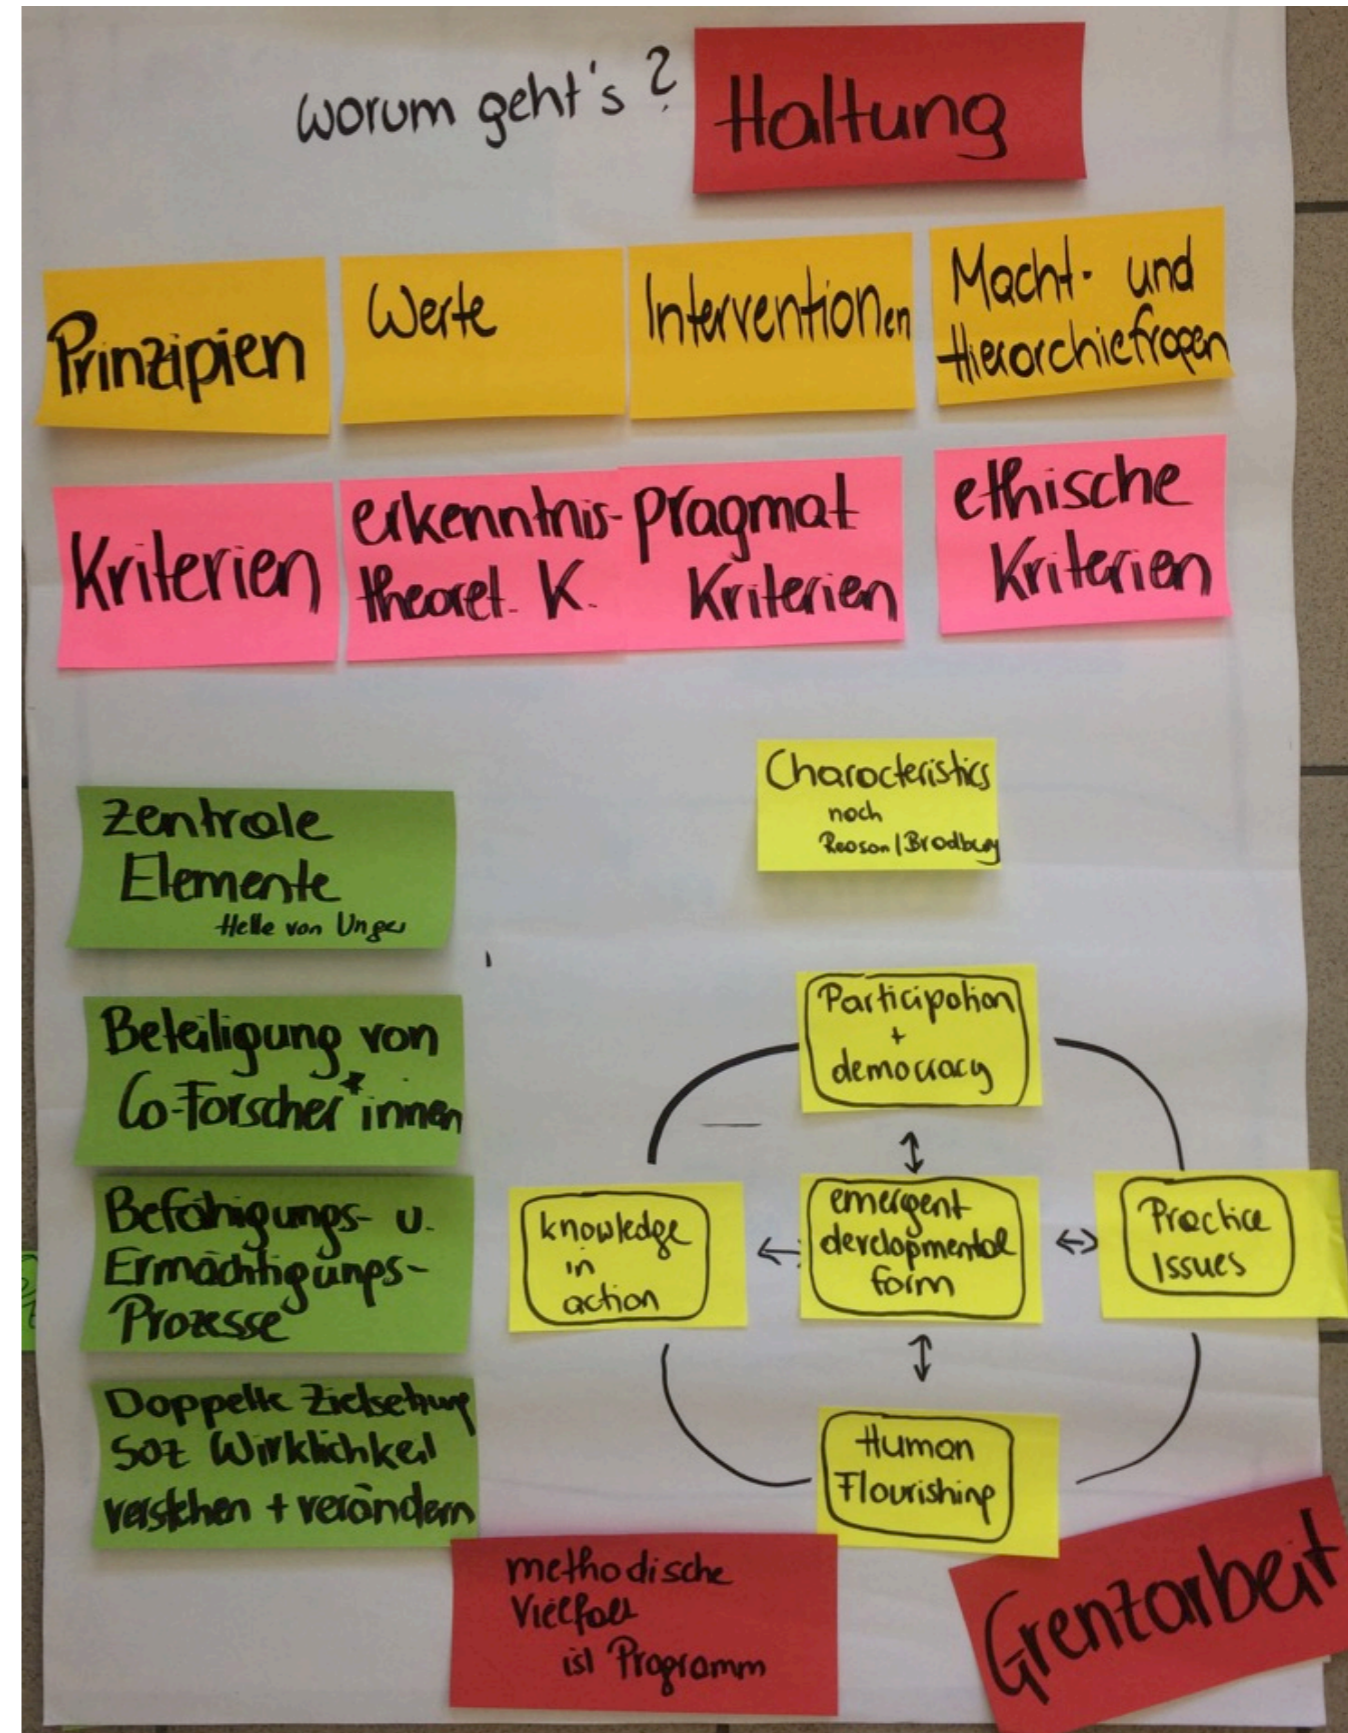 worum geht's?
Haltung
Prinzipien
Werte
Interventionen
Macht- und
Hierarchiefragen
Kriterien
erkenntnis-
theoret. K.
pragmat
Kriterien
ethische
Kriterien
Zentrale
Elemente
Hella von Unger
Beteiligung von
Co-Forscher*innen
Befähigungs- u.
Ermächtigungs-
Prozesse
Doppelte Zielsetzung
soz Wirklichkeit
verstehen + verändern
Characteristics
nach
Reason/Bradbury
Participation
+
democracy
knowledge
in
action
emergent
developmental
form
Practice
Issues
Human
Flourishing
methodische
Vielfalt
ist Programm
Grenzarbeit